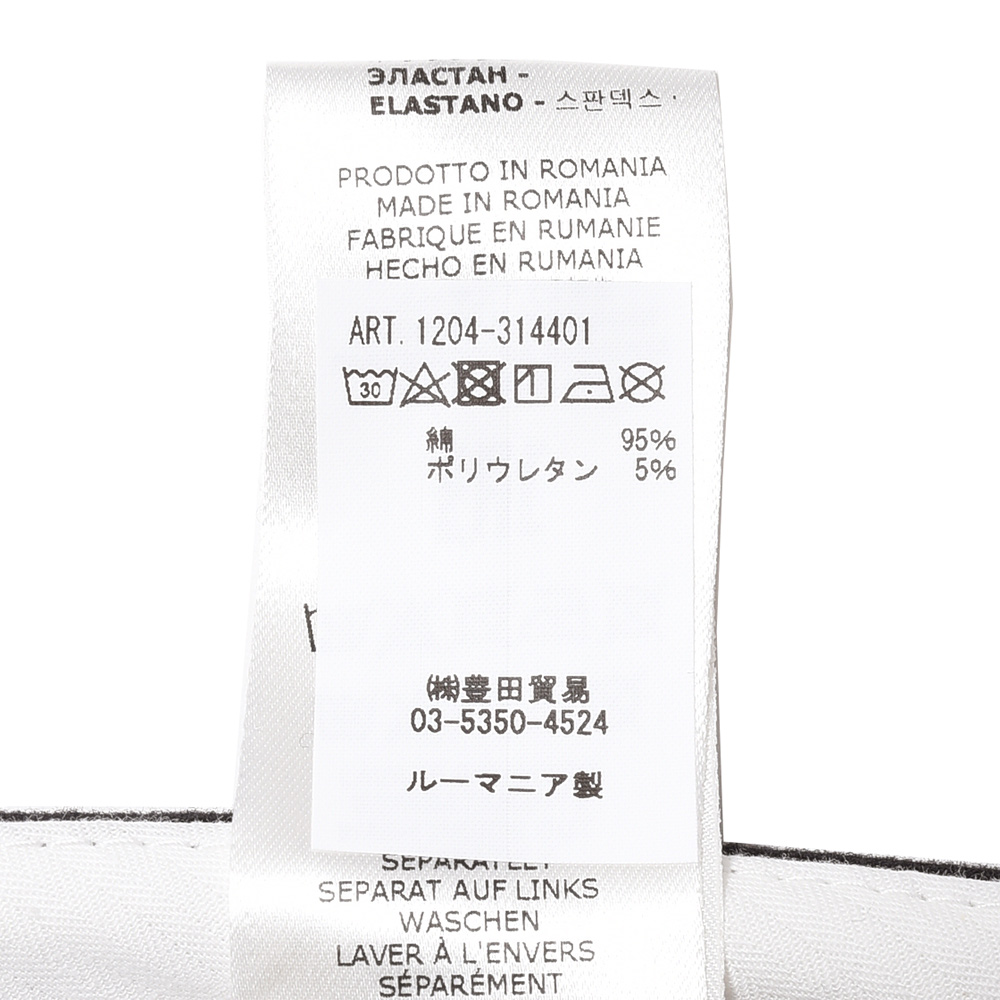 ЭЛАСТАН -
ELASTANO - 스판덱스 ·
PRODOTTO IN ROMANIA
MADE IN ROMANIA
FABRIQUE EN RUMANIE
HECHO EN RUMANIA
ART. 1204-314401
30
綿 95%
ポリウレタン 5%
㈱豊田貿易
03-5350-4524
ルーマニア製
SEPARATELY
SEPARAT AUF LINKS
WASCHEN
LAVER À L'ENVERS
SÉPARÉMENT